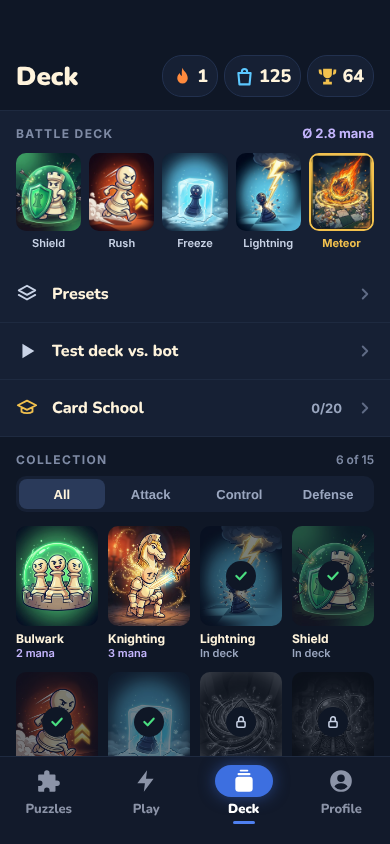 Deck
1
125
64
BATTLE DECK
Ø 2.8 mana
Shield
Rush
Freeze
Lightning
Meteor
Presets
Test deck vs. bot
Card School
0/20
COLLECTION
6 of 15
All
Attack
Control
Defense
Bulwark
2 mana
Knighting
3 mana
Lightning
In deck
Shield
In deck
Puzzles
Play
Deck
Profile